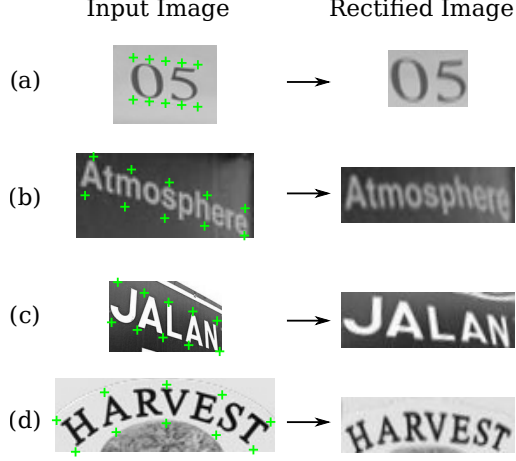 Input Image Rectified Image
(a) 05 05
(b) Atmosphere Atmosphere
(c) JALAN JALAN
(d) HARVEST HARVEST